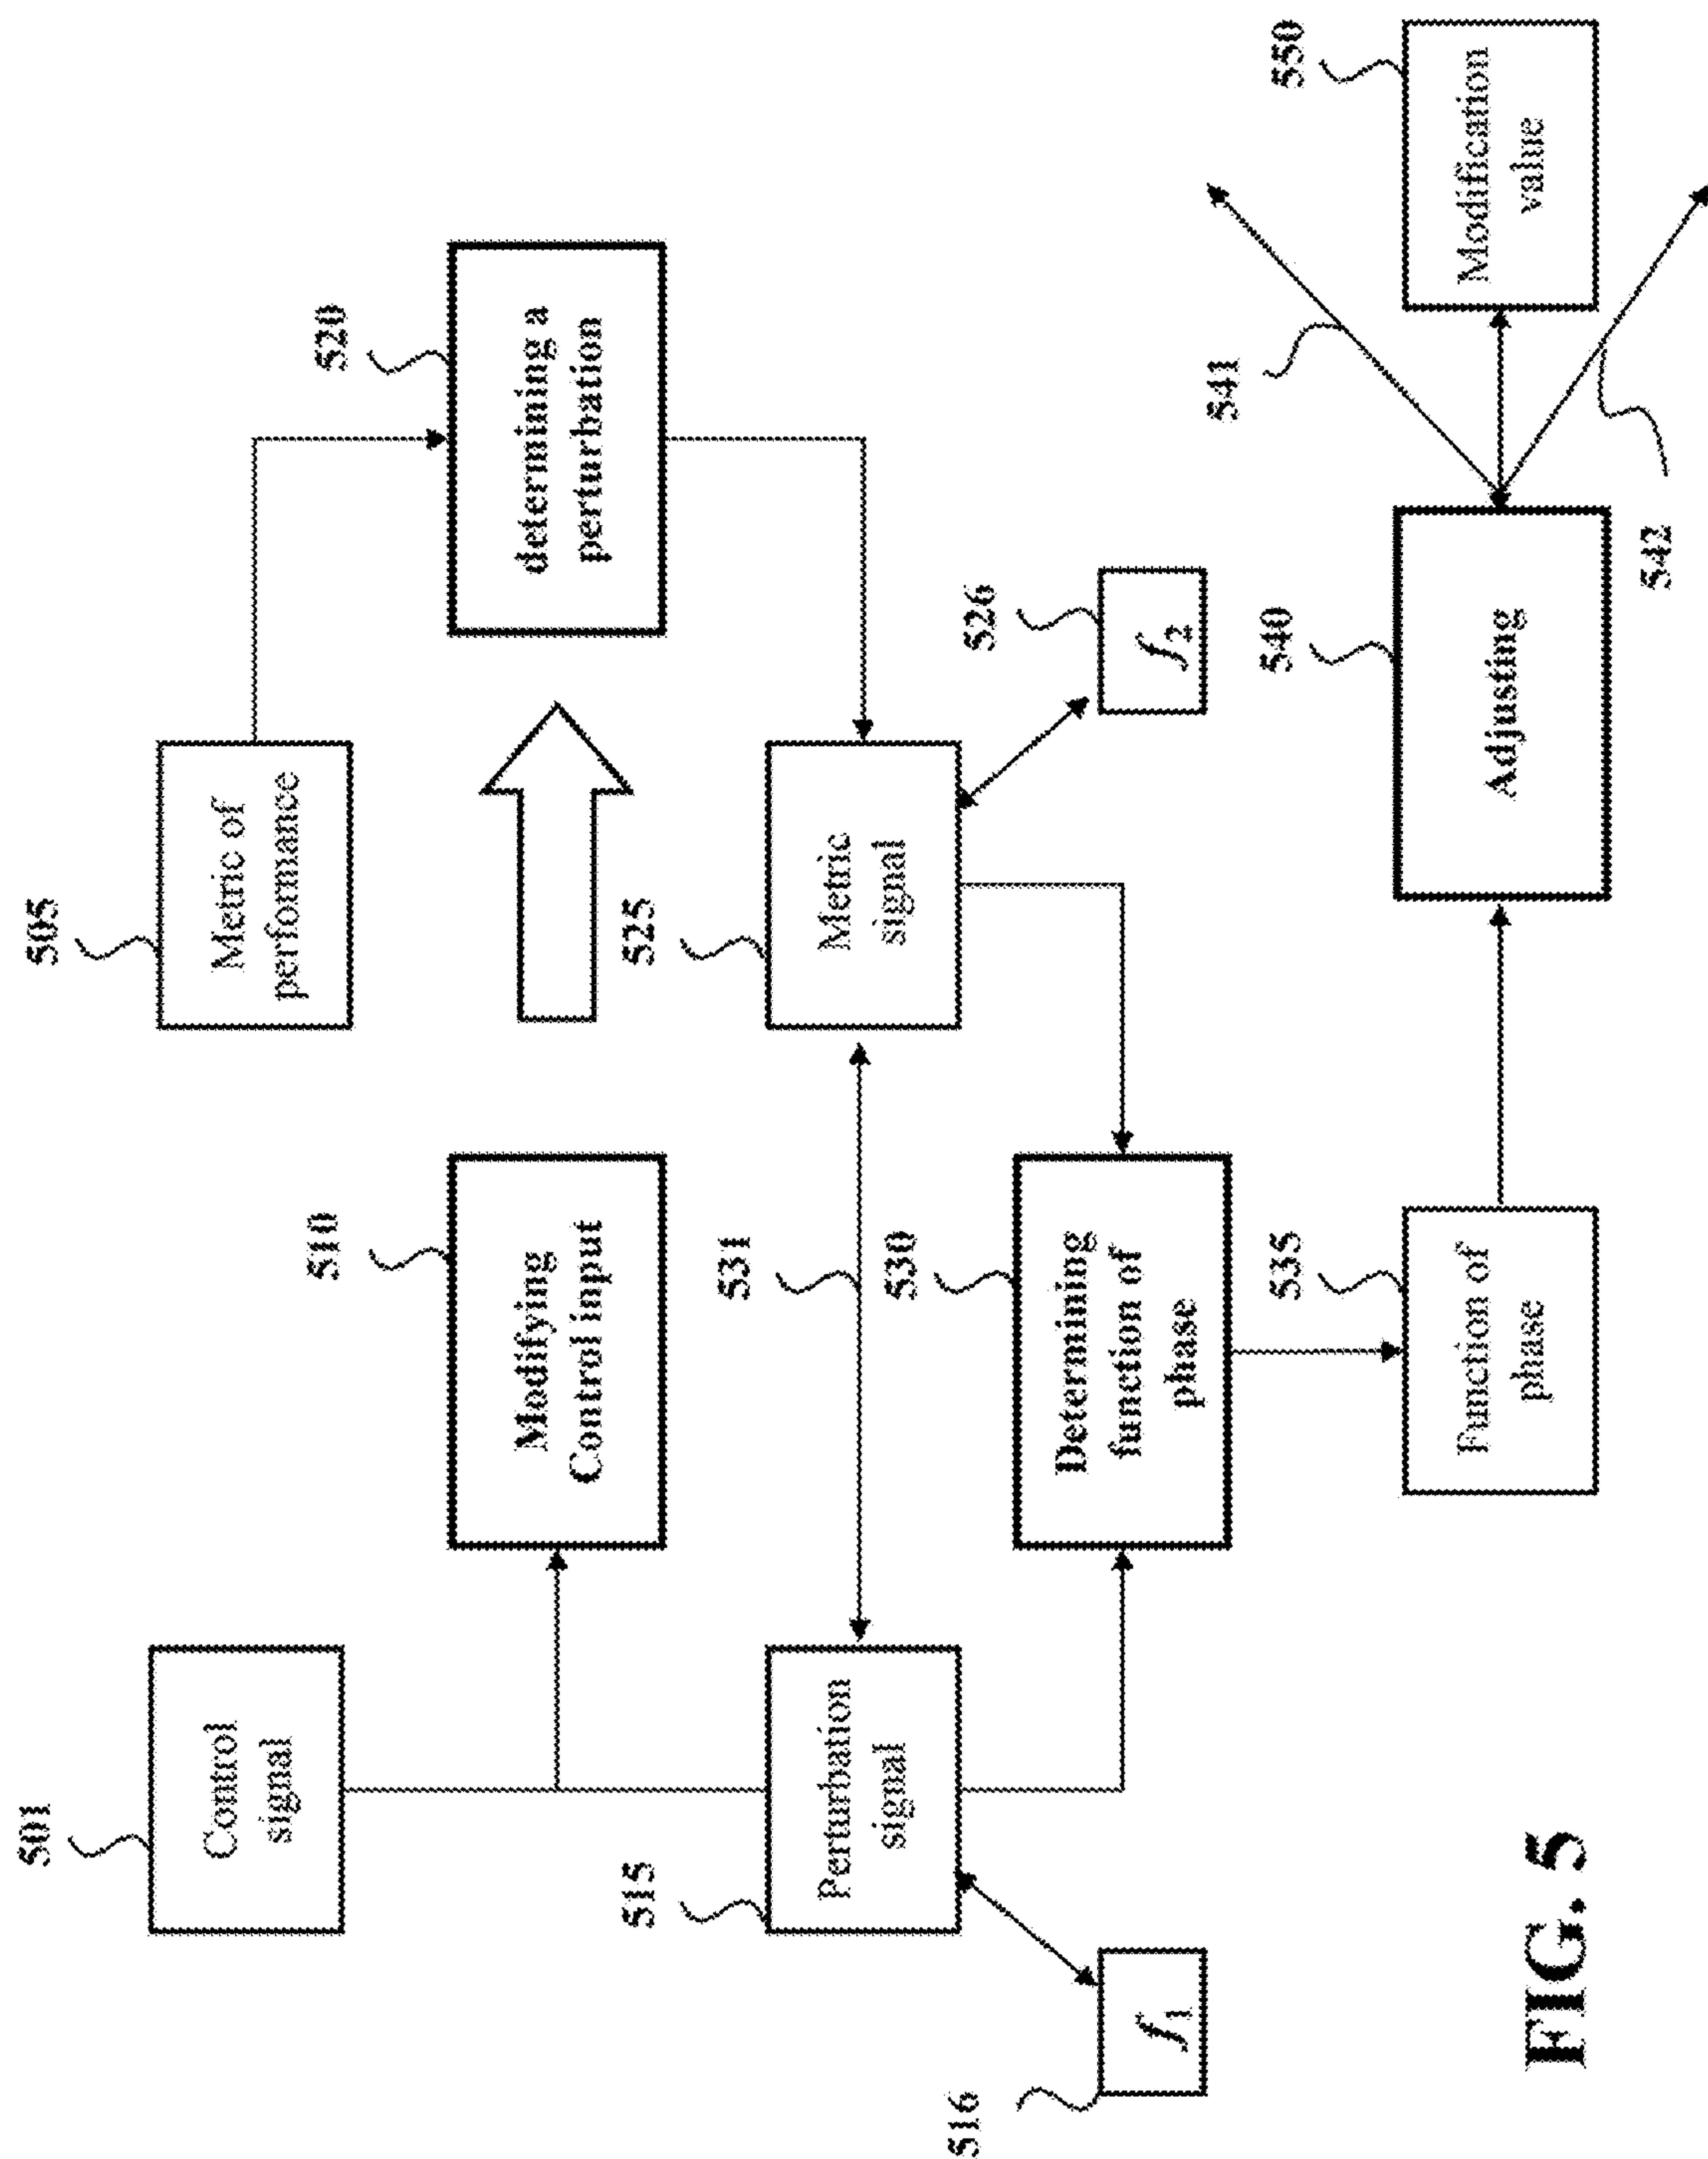 501
Control
signal
505
Metric of
performance
510
Modifying
Control input
520
determining a
perturbation
515
Perturbation
signal
531
525
Metric
signal
516
f1
530
Determining
function of
phase
526
f2
535
Function of
phase
540
Adjusting
541
542
550
Modification
value
FIG. 5